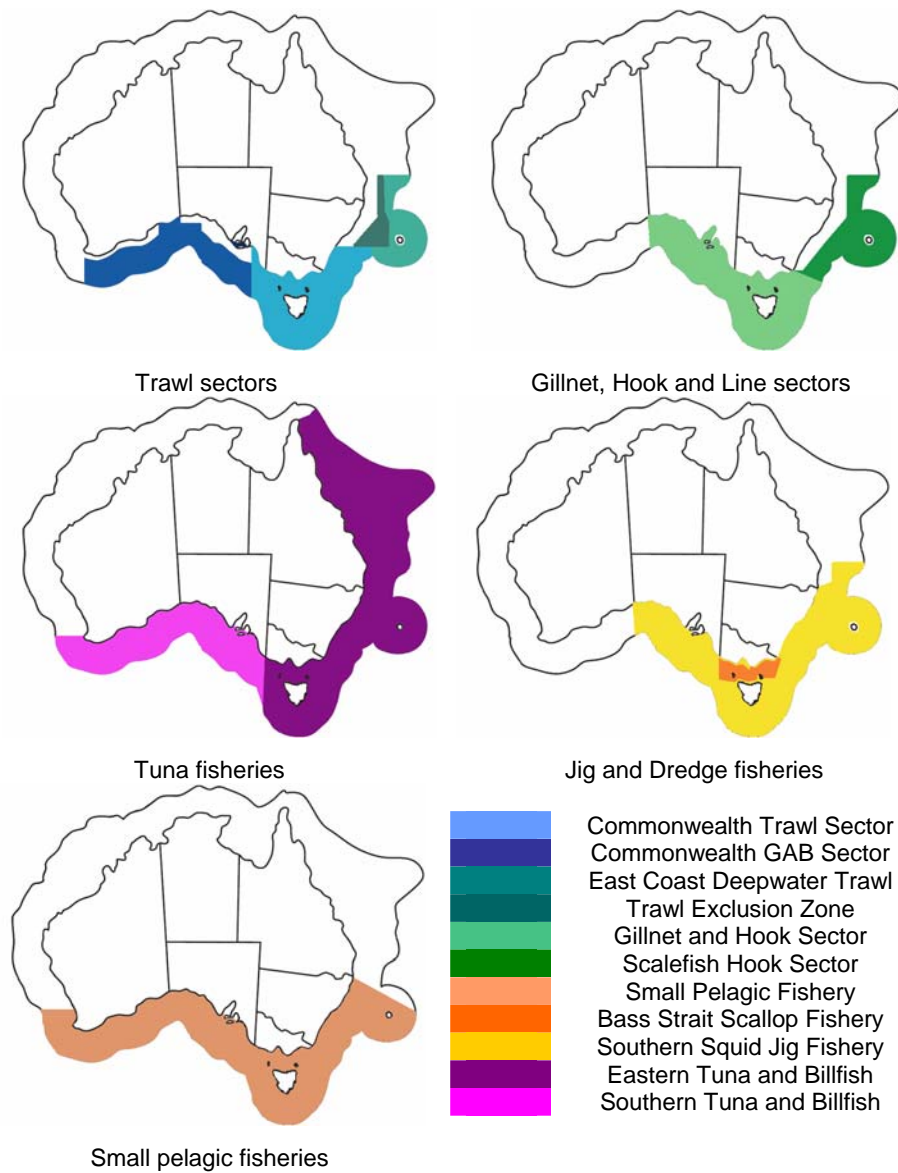 Trawl sectors
Gillnet, Hook and Line sectors
Tuna fisheries
Jig and Dredge fisheries
Commonwealth Trawl Sector
Commonwealth GAB Sector
East Coast Deepwater Trawl
Trawl Exclusion Zone
Gillnet and Hook Sector
Scalefish Hook Sector
Small Pelagic Fishery
Bass Strait Scallop Fishery
Southern Squid Jig Fishery
Eastern Tuna and Billfish
Southern Tuna and Billfish
Small pelagic fisheries